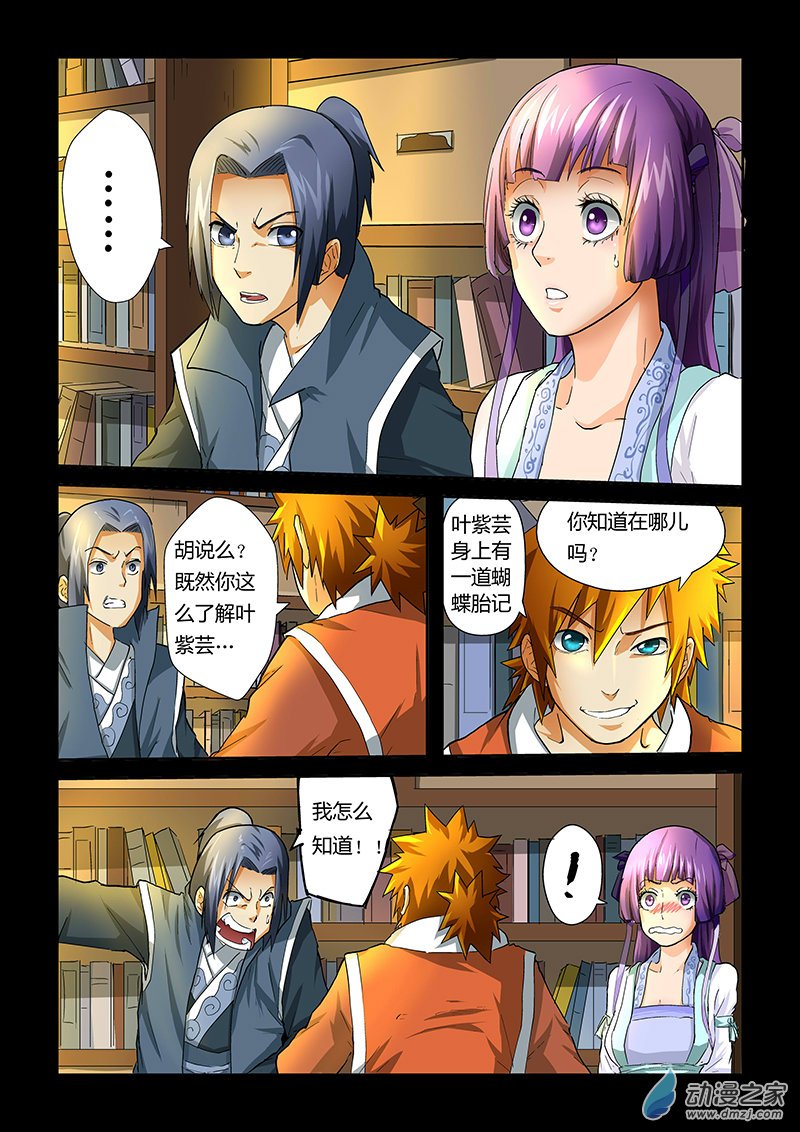 ……
胡说么？
既然你这
么了解叶
紫芸…
叶紫芸
身上有
一道蝴
蝶胎记
你知道在哪儿
吗？
我怎么
知道！！
！
动漫之家
www.dmzj.com